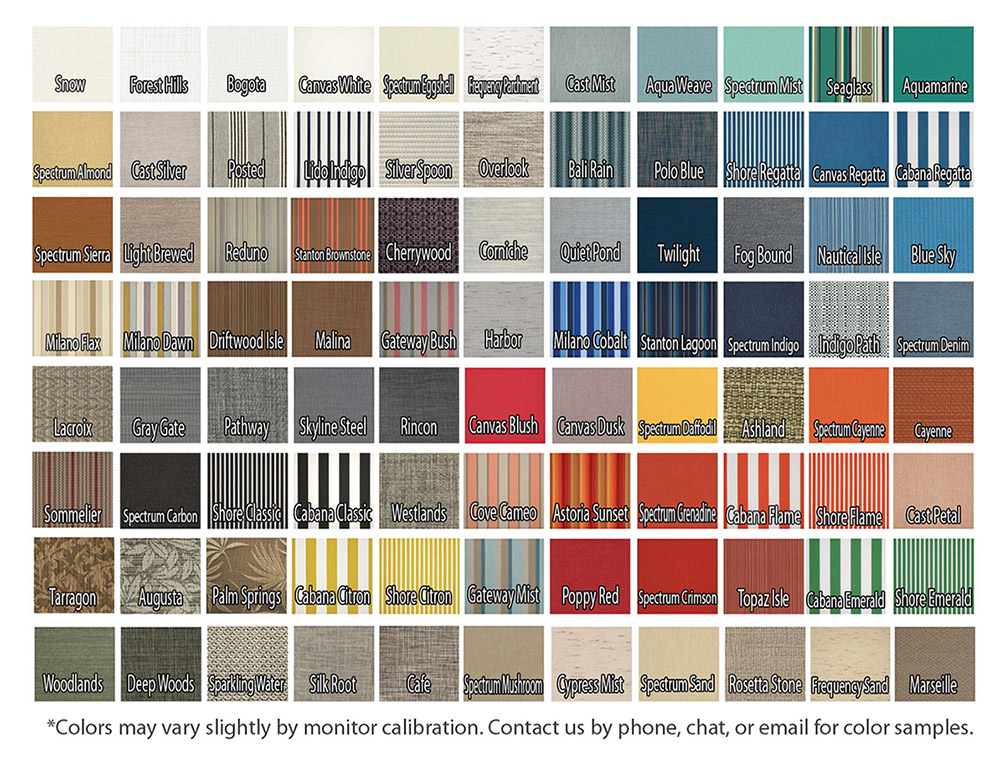 Snow Forest Hills Bogota Canvas White Spectrum Eggshell Frequency Parchment Cast Mist Aqua Weave Spectrum Mist Seaglass Aquamarine
Spectrum Almond Cast Silver Posted Lido Indigo Silver Spoon Overlook Bali Rain Polo Blue Shore Regatta Canvas Regatta Cabana Regatta
Spectrum Sierra Light Brewed Reduno Stanton Brownstone Cherrywood Corniche Quiet Pond Twilight Fog Bound Nautical Isle Blue Sky
Milano Flax Milano Dawn Driftwood Isle Malina Gateway Bush Harbor Milano Cobalt Stanton Lagoon Spectrum Indigo Indigo Path Spectrum Denim
Lacroix Gray Gate Pathway Skyline Steel Rincon Canvas Blush Canvas Dusk Spectrum Daffodil Ashland Spectrum Cayenne Cayenne
Sommelier Spectrum Carbon Shore Classic Cabana Classic Westlands Cove Cameo Astoria Sunset Spectrum Grenadine Cabana Flame Shore Flame Cast Petal
Tarragon Augusta Palm Springs Cabana Citron Shore Citron Gateway Mist Poppy Red Spectrum Crimson Topaz Isle Cabana Emerald Shore Emerald
Woodlands Deep Woods Sparkling Water Silk Root Cafe Spectrum Mushroom Cypress Mist Spectrum Sand Rosetta Stone Frequency Sand Marseille
*Colors may vary slightly by monitor calibration. Contact us by phone, chat, or email for color samples.